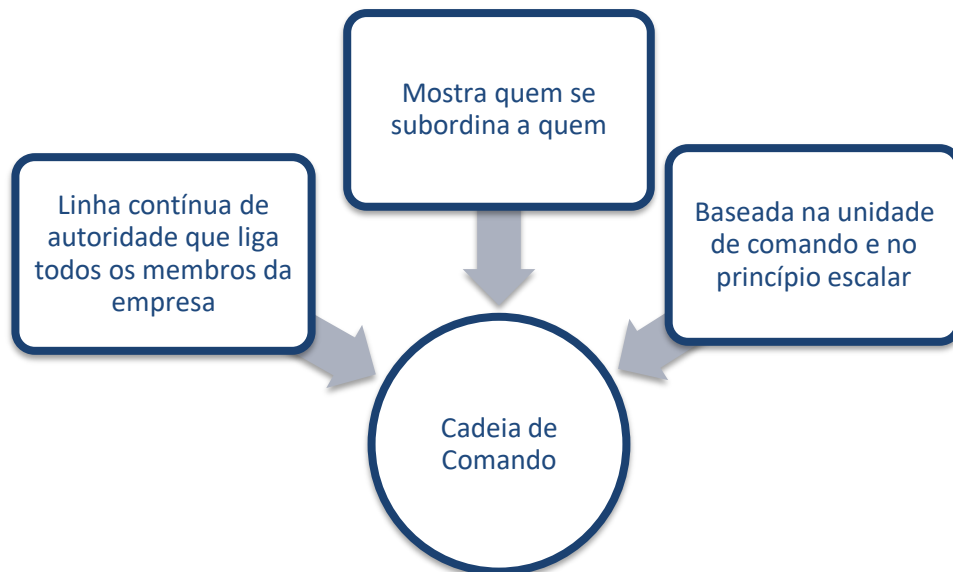 Mostra quem se
subordina a quem
Linha contínua de
autoridade que liga
todos os membros da
empresa
Baseada na unidade
de comando e no
princípio escalar
Cadeia de
Comando